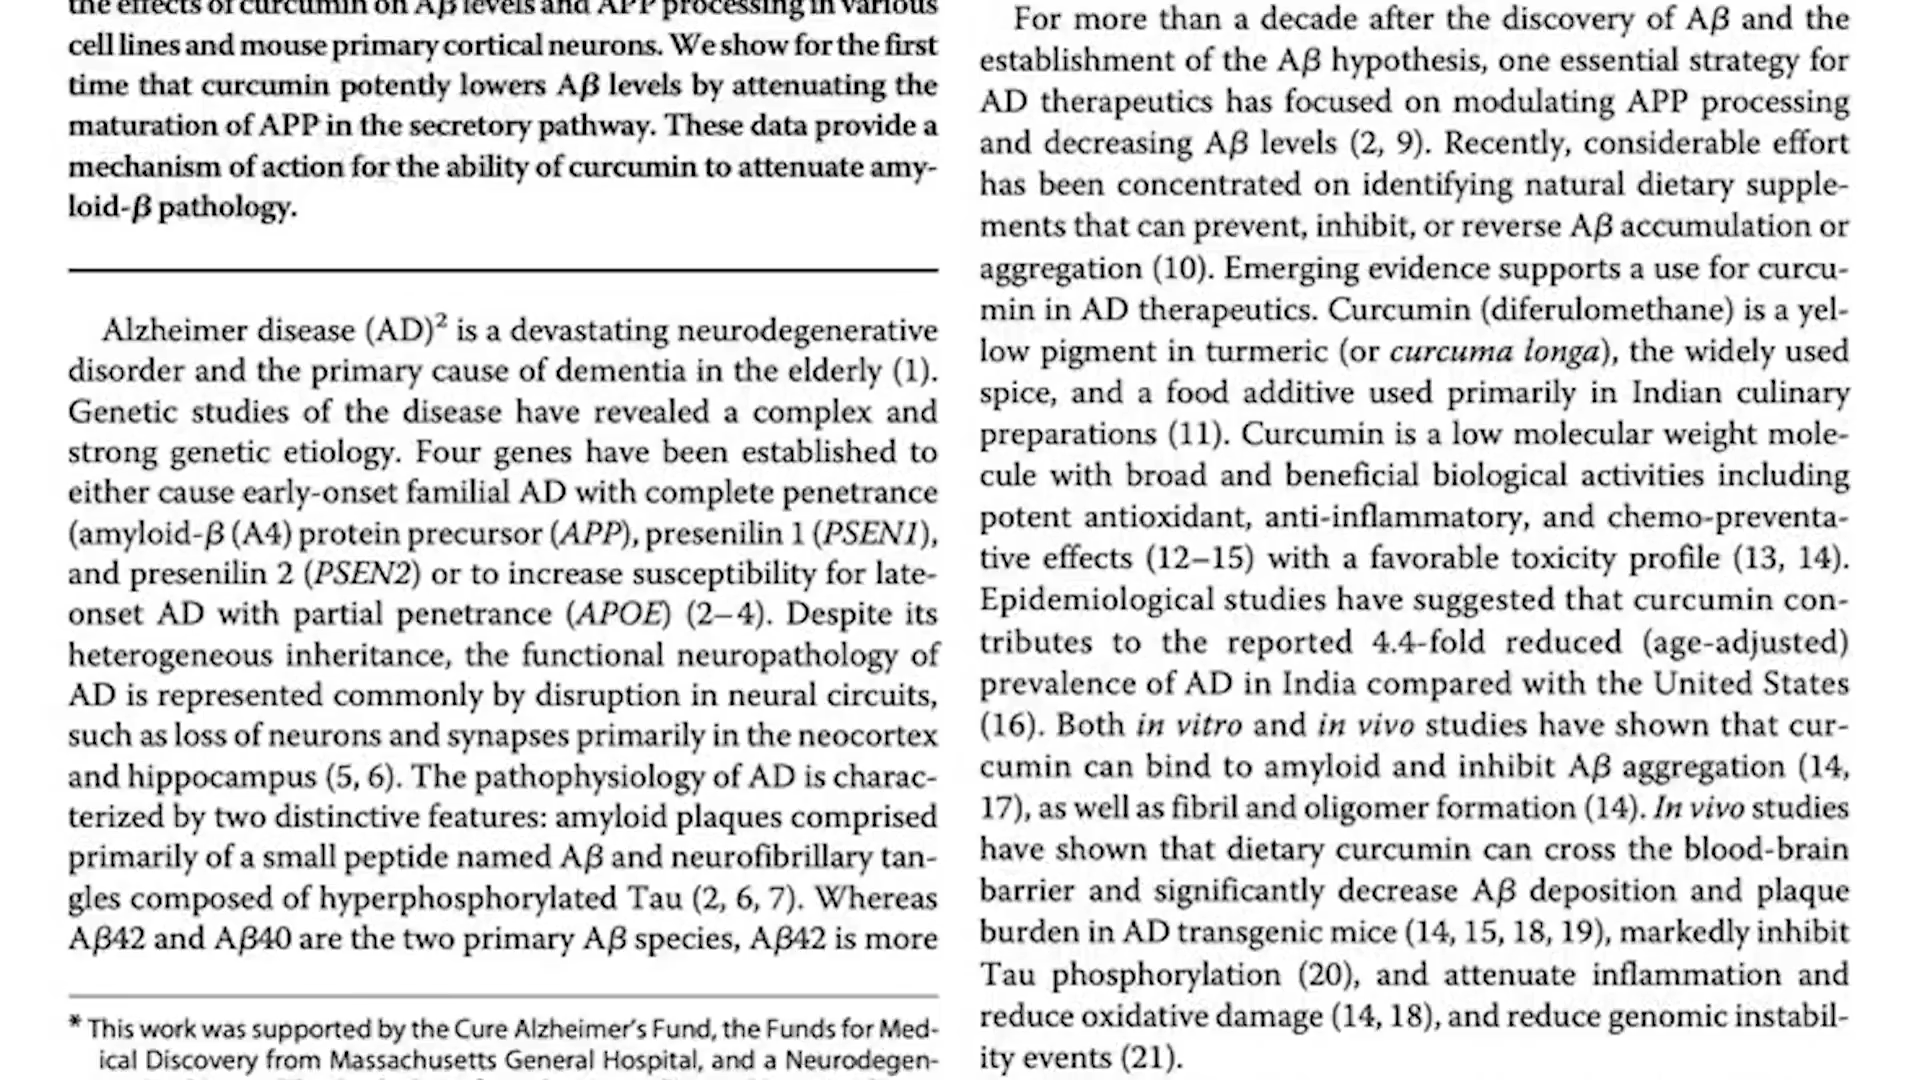 the effects of curcumin on Aβ levels and APP processing in various
cell lines and mouse primary cortical neurons. We show for the first
time that curcumin potently lowers Aβ levels by attenuating the
maturation of APP in the secretory pathway. These data provide a
mechanism of action for the ability of curcumin to attenuate amy-
loid-β pathology.
Alzheimer disease (AD)² is a devastating neurodegenerative
disorder and the primary cause of dementia in the elderly (1).
Genetic studies of the disease have revealed a complex and
strong genetic etiology. Four genes have been established to
either cause early-onset familial AD with complete penetrance
(amyloid-β (A4) protein precursor (APP), presenilin 1 (PSEN1),
and presenilin 2 (PSEN2) or to increase susceptibility for late-
onset AD with partial penetrance (APOE) (2–4). Despite its
heterogeneous inheritance, the functional neuropathology of
AD is represented commonly by disruption in neural circuits,
such as loss of neurons and synapses primarily in the neocortex
and hippocampus (5, 6). The pathophysiology of AD is charac-
terized by two distinctive features: amyloid plaques comprised
primarily of a small peptide named Aβ and neurofibrillary tan-
gles composed of hyperphosphorylated Tau (2, 6, 7). Whereas
Aβ42 and Aβ40 are the two primary Aβ species, Aβ42 is more
* This work was supported by the Cure Alzheimer's Fund, the Funds for Med-
ical Discovery from Massachusetts General Hospital, and a Neurodegen-
For more than a decade after the discovery of Aβ and the
establishment of the Aβ hypothesis, one essential strategy for
AD therapeutics has focused on modulating APP processing
and decreasing Aβ levels (2, 9). Recently, considerable effort
has been concentrated on identifying natural dietary supple-
ments that can prevent, inhibit, or reverse Aβ accumulation or
aggregation (10). Emerging evidence supports a use for curcu-
min in AD therapeutics. Curcumin (diferulomethane) is a yel-
low pigment in turmeric (or curcuma longa), the widely used
spice, and a food additive used primarily in Indian culinary
preparations (11). Curcumin is a low molecular weight mole-
cule with broad and beneficial biological activities including
potent antioxidant, anti-inflammatory, and chemo-preventa-
tive effects (12–15) with a favorable toxicity profile (13, 14).
Epidemiological studies have suggested that curcumin con-
tributes to the reported 4.4-fold reduced (age-adjusted)
prevalence of AD in India compared with the United States
(16). Both in vitro and in vivo studies have shown that cur-
cumin can bind to amyloid and inhibit Aβ aggregation (14,
17), as well as fibril and oligomer formation (14). In vivo studies
have shown that dietary curcumin can cross the blood-brain
barrier and significantly decrease Aβ deposition and plaque
burden in AD transgenic mice (14, 15, 18, 19), markedly inhibit
Tau phosphorylation (20), and attenuate inflammation and
reduce oxidative damage (14, 18), and reduce genomic instabil-
ity events (21).